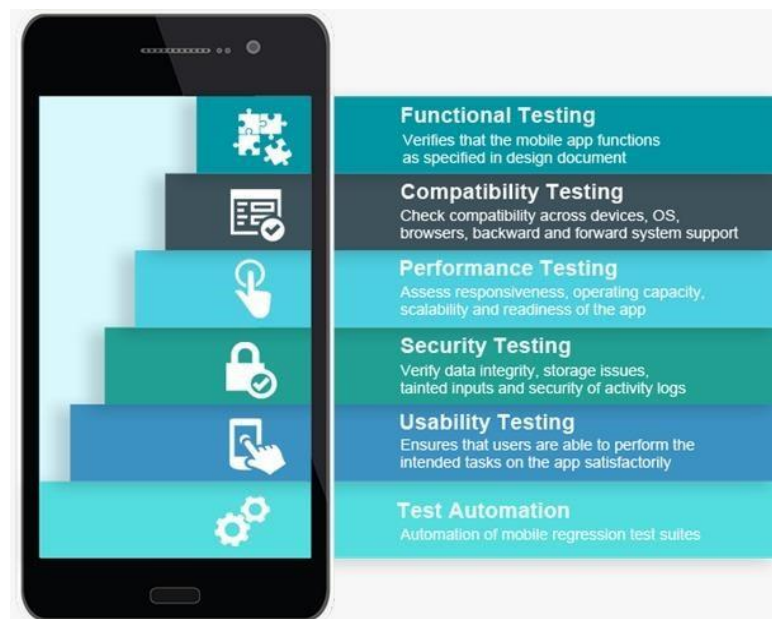 Functional Testing
Verifies that the mobile app functions
as specified in design document
Compatibility Testing
Check compatibility across devices, OS,
browsers, backward and forward system support
Performance Testing
Assess responsiveness, operating capacity,
scalability and readiness of the app
Security Testing
Verify data integrity, storage issues,
tainted inputs and security of activity logs
Usability Testing
Ensures that users are able to perform the
intended tasks on the app satisfactorily
Test Automation
Automation of mobile regression test suites